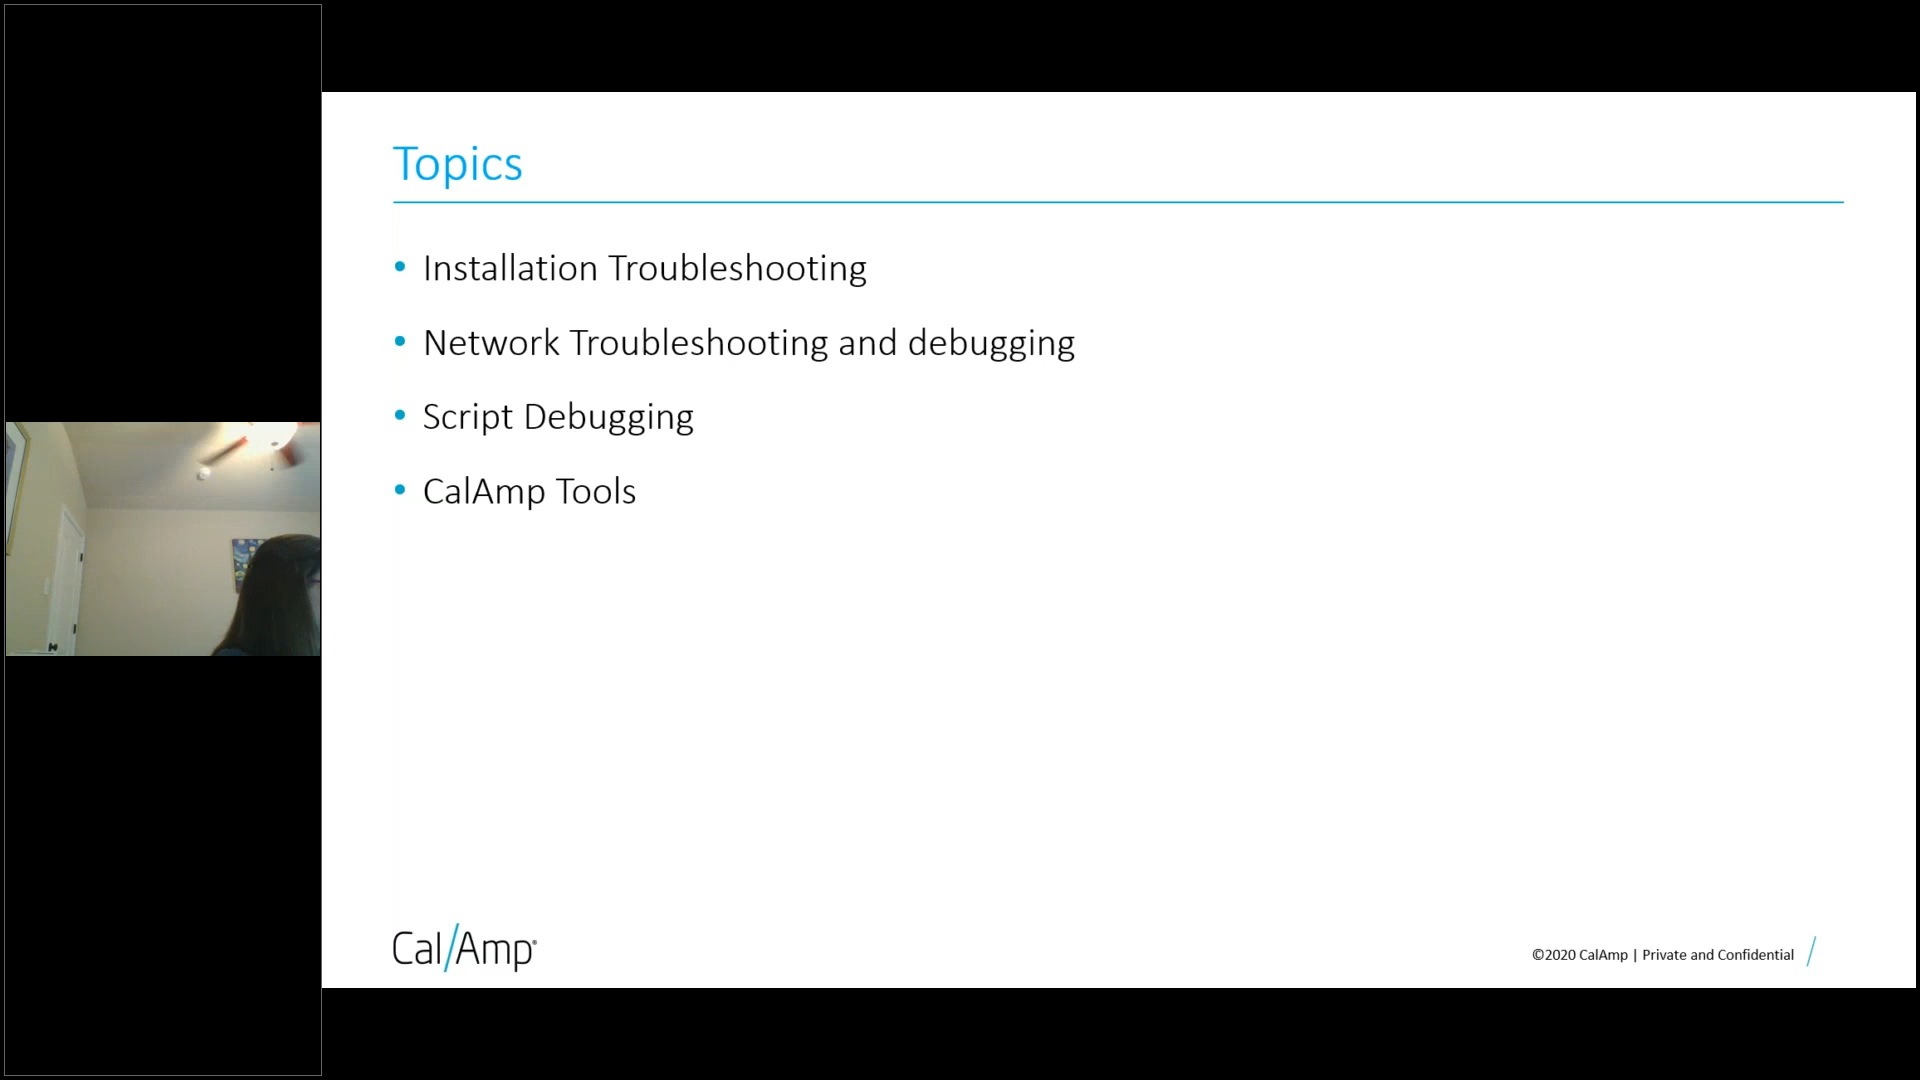 Topics
• Installation Troubleshooting
• Network Troubleshooting and debugging
• Script Debugging
• CalAmp Tools
Cal/Amp®
©2020 CalAmp | Private and Confidential